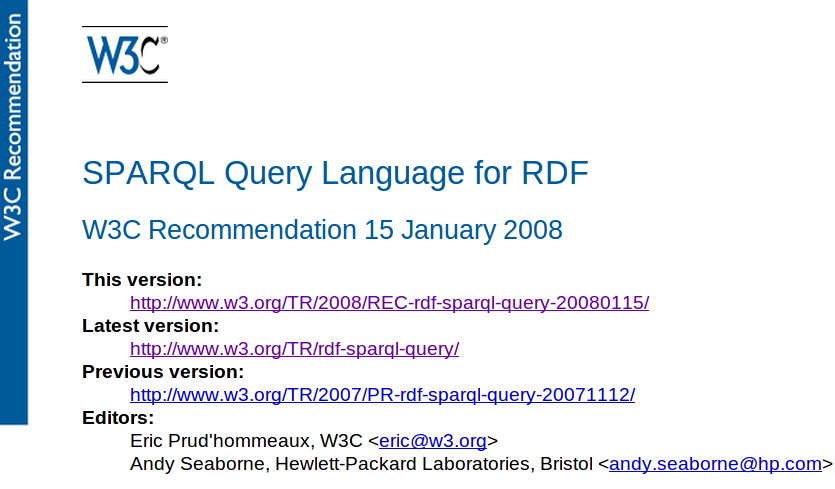 W3C Recommendation
W3C®
SPARQL Query Language for RDF
W3C Recommendation 15 January 2008
This version:
http://www.w3.org/TR/2008/REC-rdf-sparql-query-20080115/
Latest version:
http://www.w3.org/TR/rdf-sparql-query/
Previous version:
http://www.w3.org/TR/2007/PR-rdf-sparql-query-20071112/
Editors:
Eric Prud'hommeaux, W3C <eric@w3.org>
Andy Seaborne, Hewlett-Packard Laboratories, Bristol <andy.seaborne@hp.com>